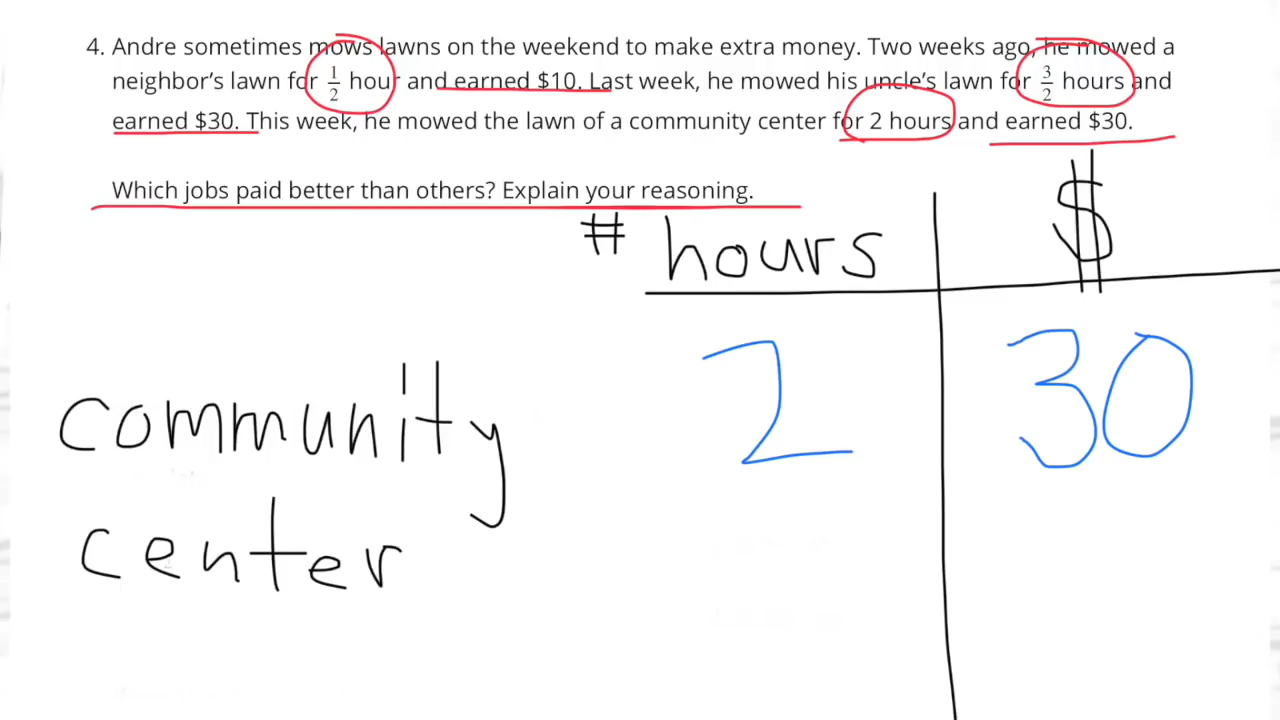 4. Andre sometimes mows lawns on the weekend to make extra money. Two weeks ago, he mowed a
neighbor's lawn for 1/2 hour and earned $10. Last week, he mowed his uncle's lawn for 3/2 hours and
earned $30. This week, he mowed the lawn of a community center for 2 hours and earned $30.
Which jobs paid better than others? Explain your reasoning.
# hours $
2 30
community
center